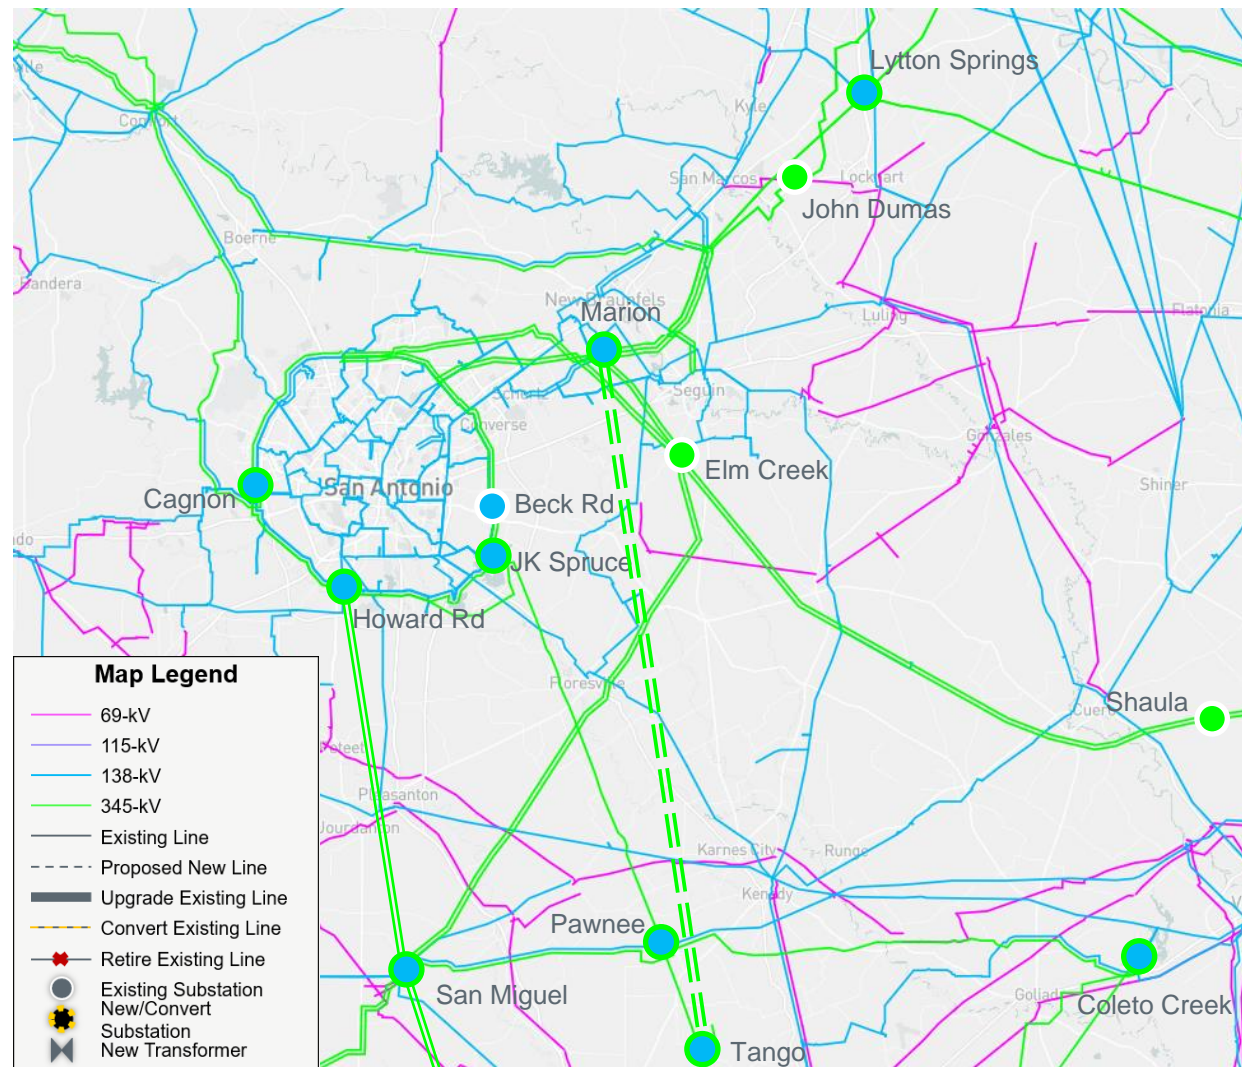 Lytton Springs
Kyle
Comfort
San Marcos
Lockhart
John Dumas
Boerne
Bandera
New Braunfels
Marion
Luling
Flatonia
Schertz
Seguin
Converse
Gonzales
Elm Creek
Shiner
Cagnon
San Antonio
Beck Rd
JK Spruce
Howard Rd
Floresville
Shaula
Cuero
Poteet
Pleasanton
Jourdanton
Karnes City
Runge
Kenedy
Pawnee
San Miguel
Goliad
Coleto Creek
Tango
Map Legend
69-kV
115-kV
138-kV
345-kV
Existing Line
Proposed New Line
Upgrade Existing Line
Convert Existing Line
Retire Existing Line
Existing Substation
New/Convert
Substation
New Transformer